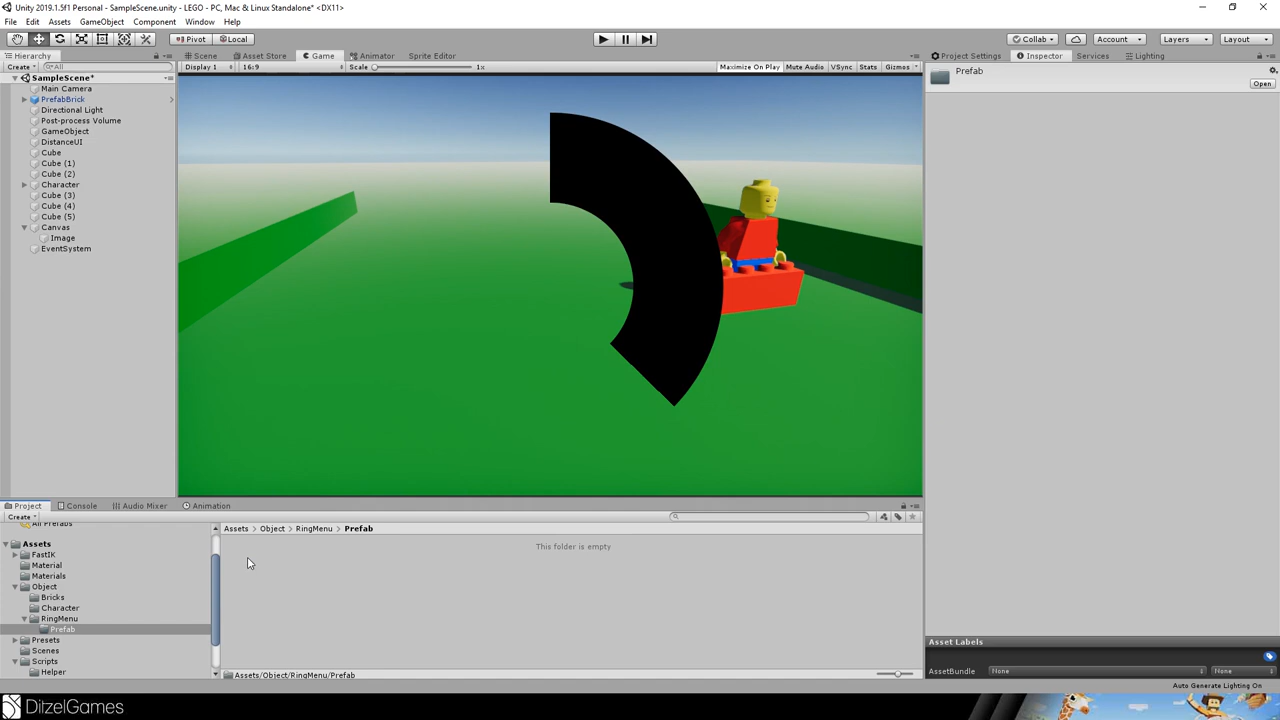 Unity 2019.1.5f1 Personal - SampleScene.unity - LEGO - PC, Mac & Linux Standalone* <DX11>
File Edit Assets GameObject Component Window Help
Pivot Local Collab Account Layers Layout
Hierarchy Scene Asset Store Game Animator Sprite Editor Project Settings Inspector Services Lighting
Create All Display 1 16:9 Scale 1x Maximize On Play Mute Audio VSync Stats Gizmos Prefab
SampleScene*
Open
Main Camera
PrefabBrick
Directional Light
Post-process Volume
GameObject
DistanceUI
Cube
Cube (1)
Cube (2)
Character
Cube (3)
Cube (4)
Cube (5)
Canvas
Image
EventSystem
Project Console Audio Mixer Animation
Create
All Prefabs
Assets > Object > RingMenu > Prefab
Assets
This folder is empty
FastIK
Material
Materials
Object
Bricks
Character
RingMenu
Prefab
Presets
Asset Labels
Scenes
Scripts
Helper
AssetBundle None None
Assets/Object/RingMenu/Prefab
Auto Generate Lighting On
DitzelGames